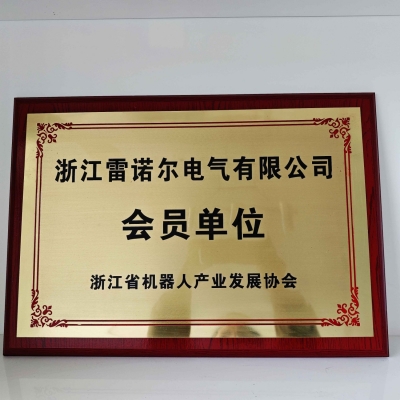 浙江雷诺尔电气有限公司
会员单位
浙江省机器人产业发展协会